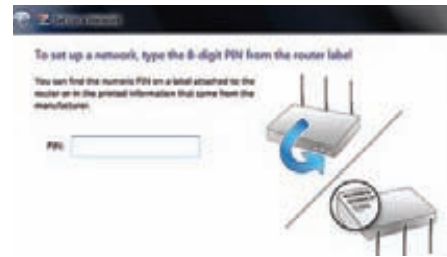 To set up a network, type the 8-digit PIN from the router label
You can find the numeric PIN on a label attached to the
router or in the printed information that came from the
manufacturer.
PIN: